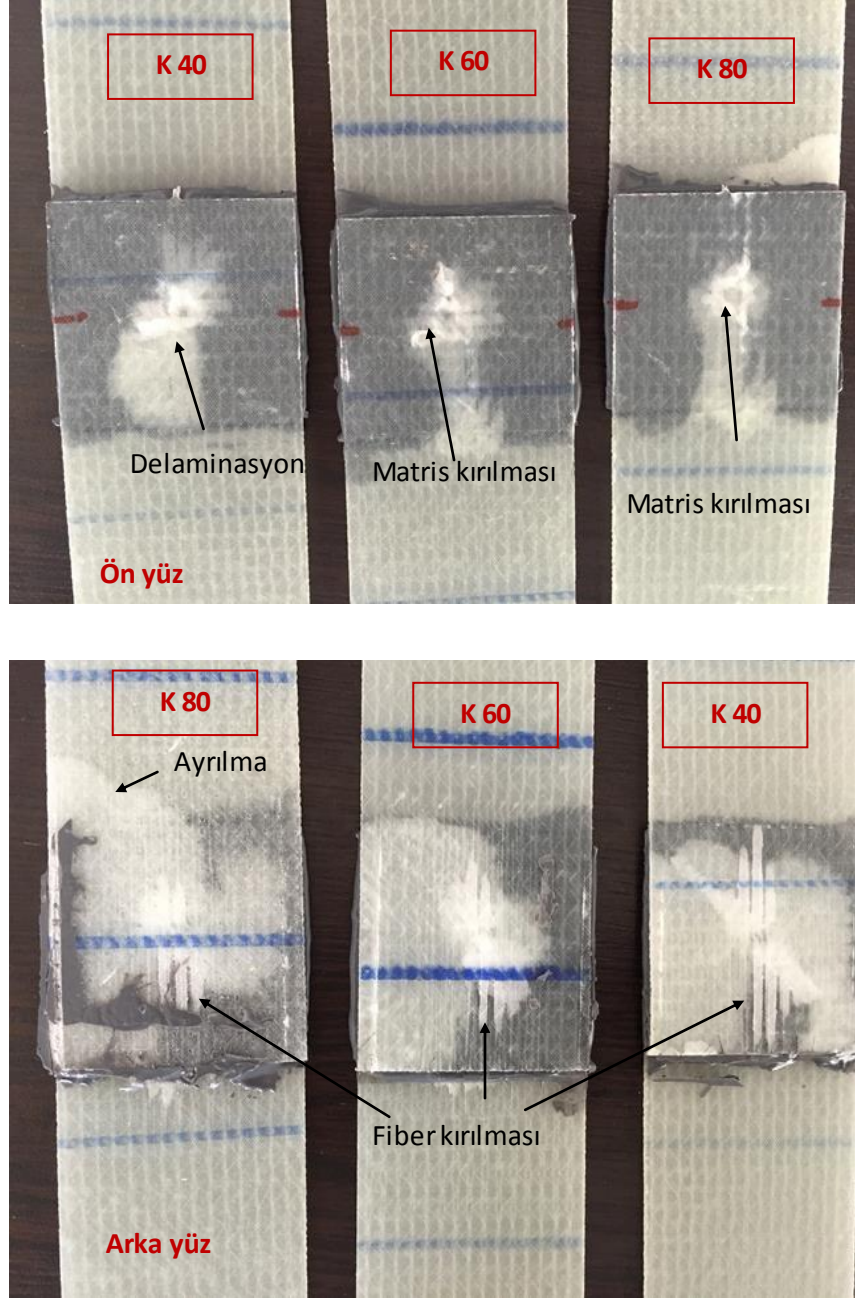 K 40
K 60
K 80
Delaminasyon
Matris kırılması
Matris kırılması
Ön yüz
K 80
K 60
K 40
Ayrılma
Fiber kırılması
Arka yüz